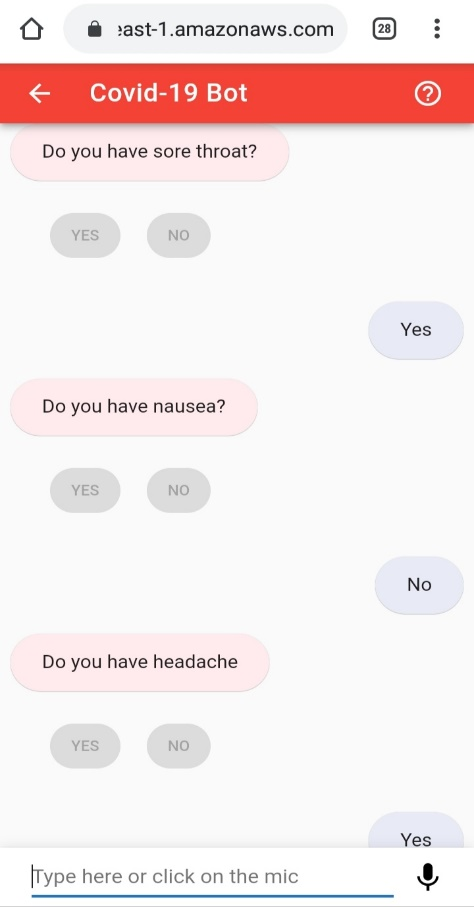 east-1.amazonaws.com
28
Covid-19 Bot
Do you have sore throat?
YES NO
Yes
Do you have nausea?
YES NO
No
Do you have headache
YES NO
Yes
Type here or click on the mic